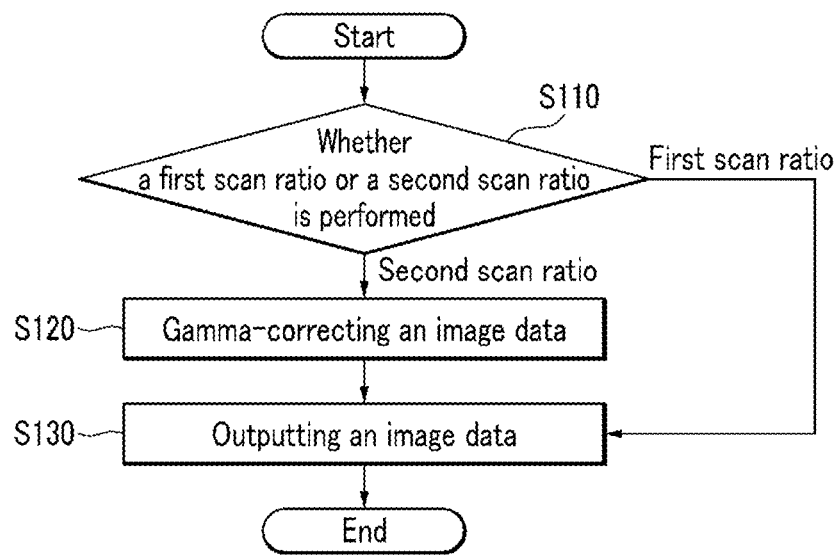 Start
S110
Whether
a first scan ratio or a second scan ratio
is performed
First scan ratio
Second scan ratio
S120
Gamma-correcting an image data
S130
Outputting an image data
End